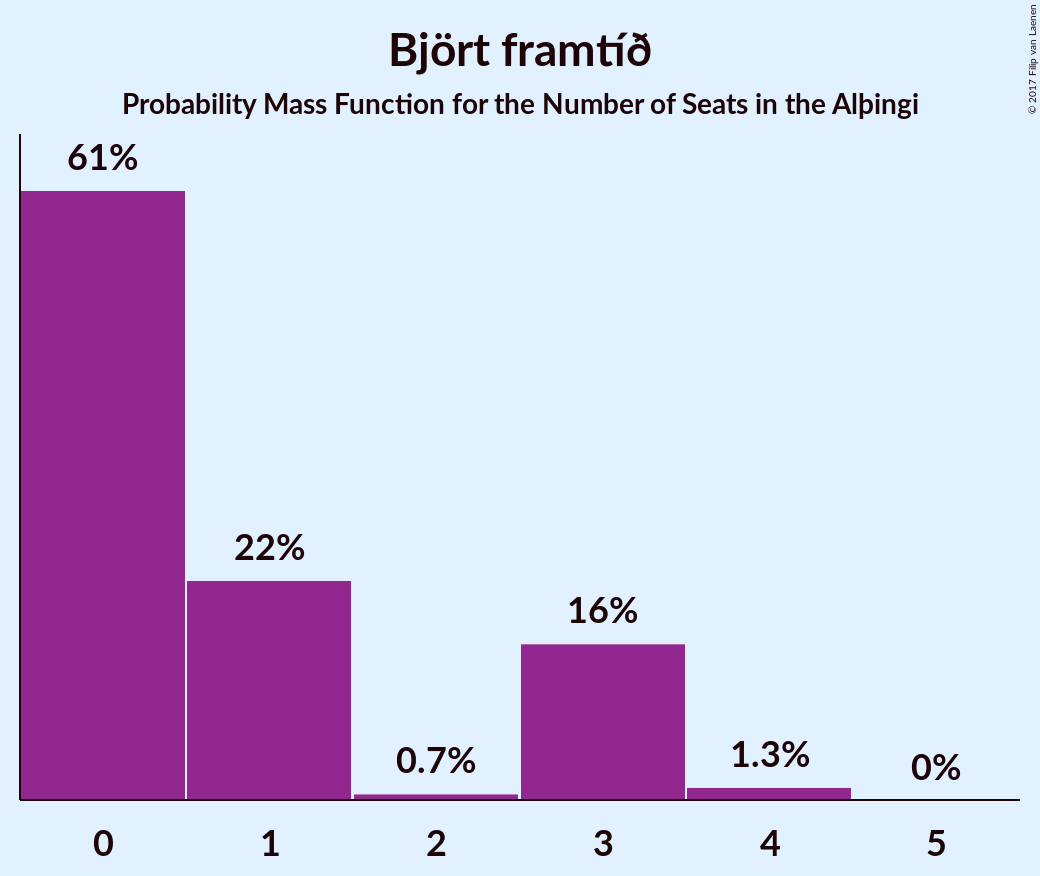 Björt framtíð
Probability Mass Function for the Number of Seats in the Alþingi
© 2017 Filip van Laenen
61%
22%
0.7%
16%
1.3%
0%
0 1 2 3 4 5